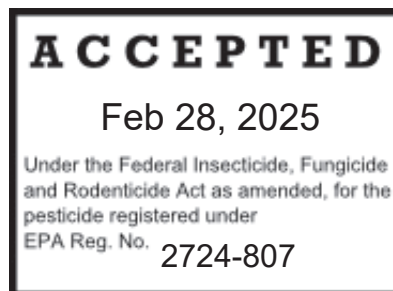 ACCEPTED
Feb 28, 2025
Under the Federal Insecticide, Fungicide
and Rodenticide Act as amended, for the
pesticide registered under
EPA Reg. No. 2724-807